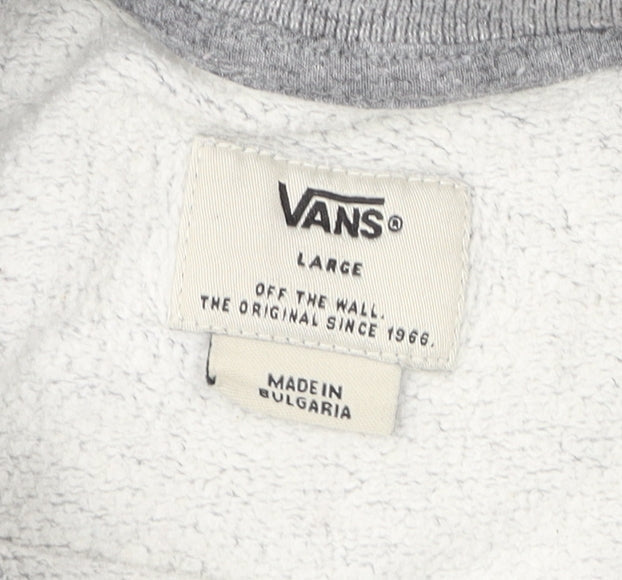 VANS®
LARGE
OFF THE WALL.
THE ORIGINAL SINCE 1966.
MADE IN
BULGARIA